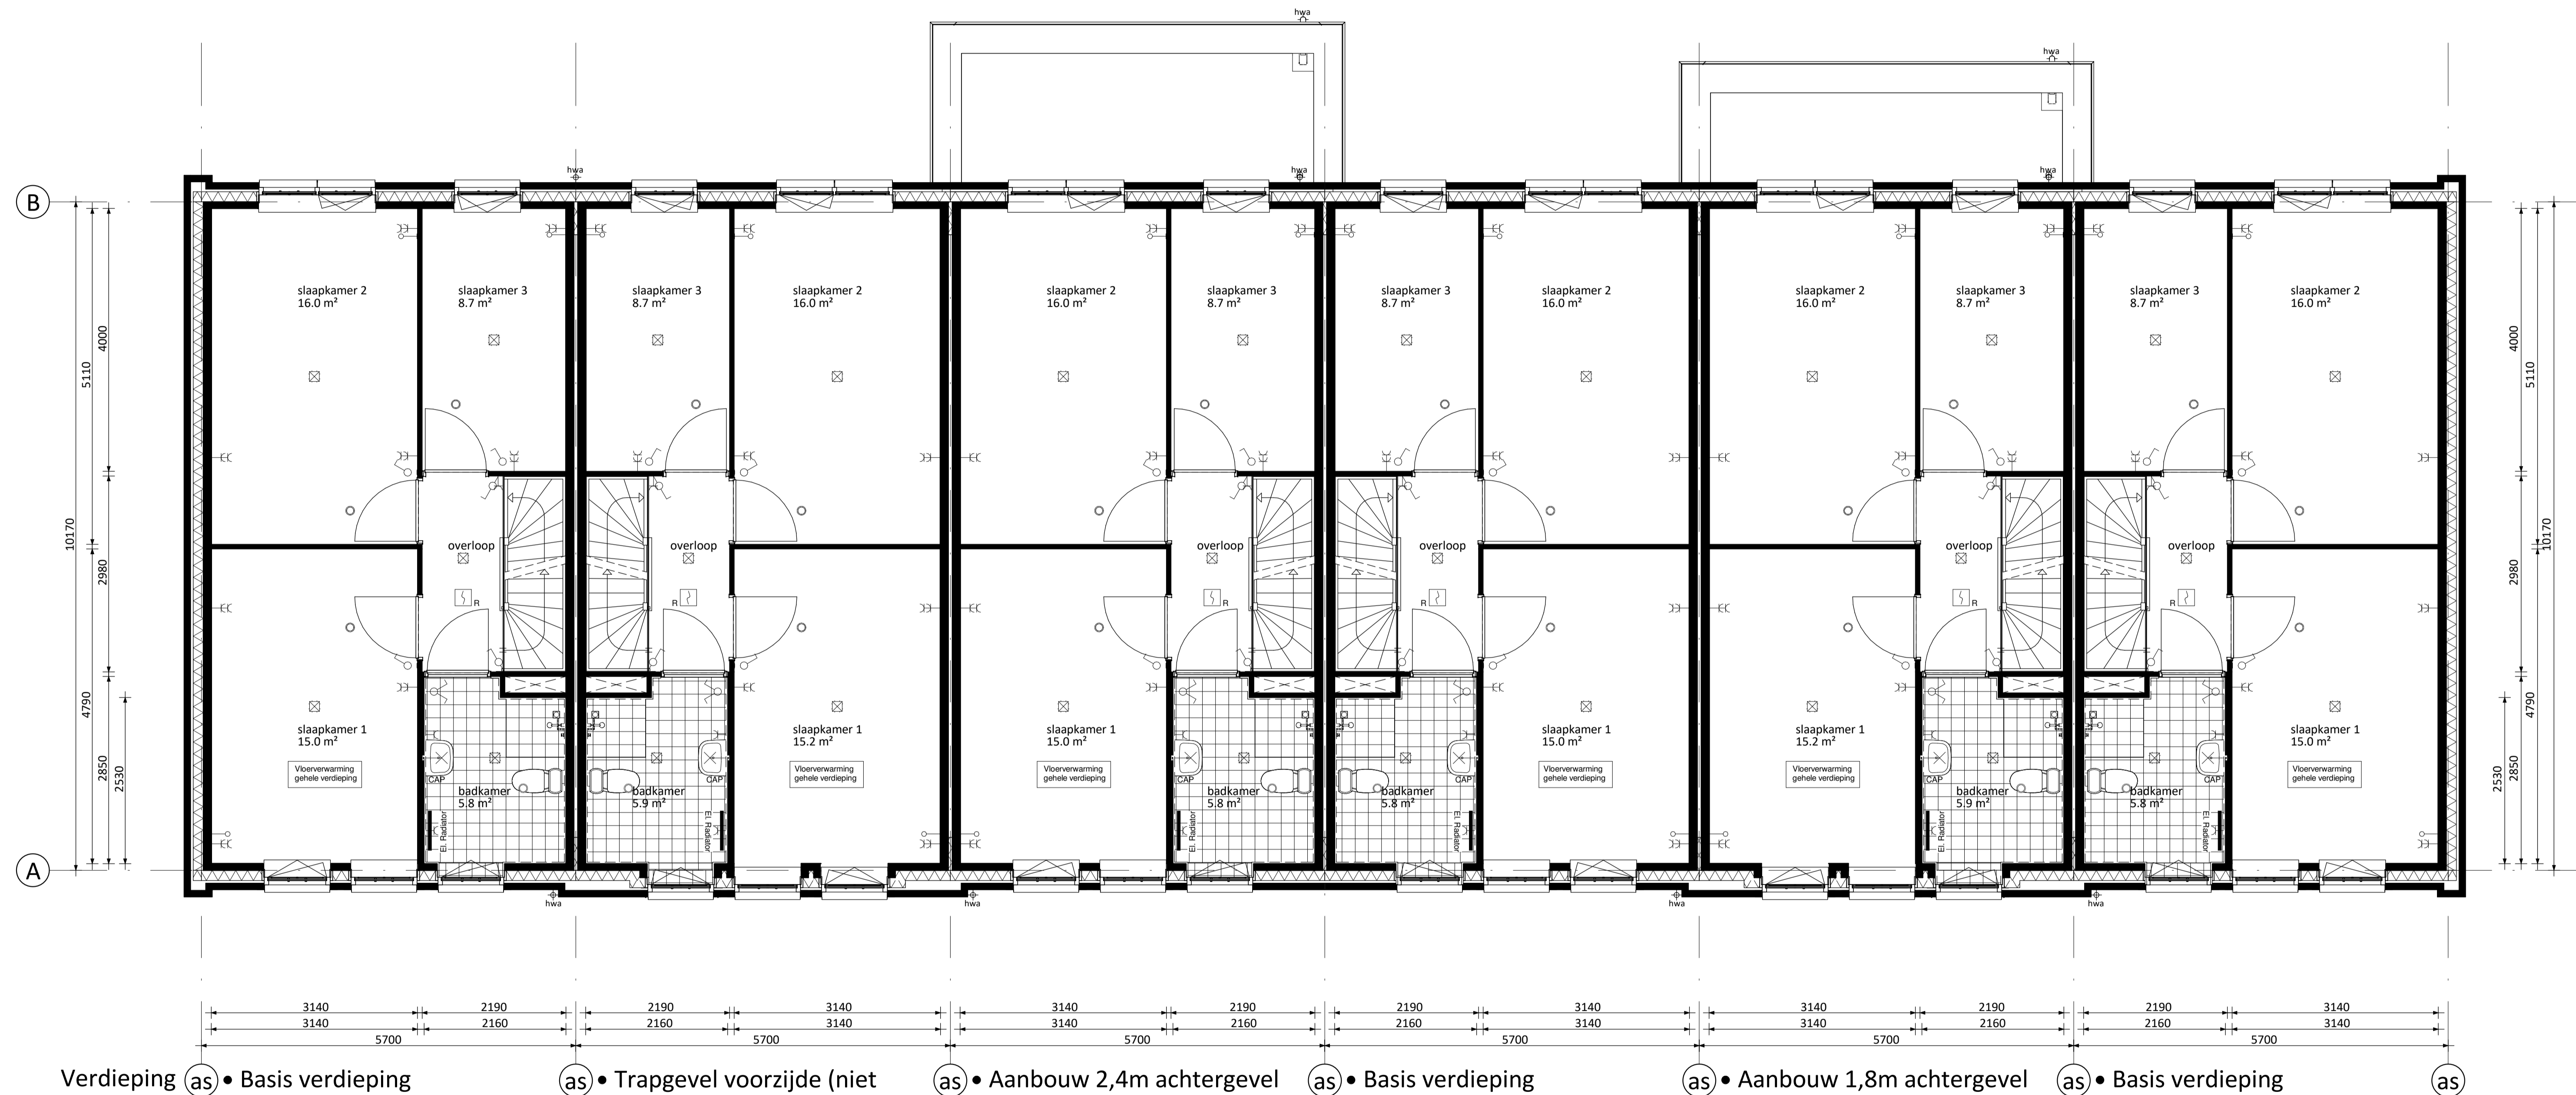 hwa
hwa
hwa
hwa
hwa
B
slaapkamer 2
16.0 m²
slaapkamer 3
8.7 m²
slaapkamer 3
8.7 m²
slaapkamer 2
16.0 m²
slaapkamer 2
16.0 m²
slaapkamer 3
8.7 m²
slaapkamer 3
8.7 m²
slaapkamer 2
16.0 m²
slaapkamer 2
16.0 m²
slaapkamer 3
8.7 m²
slaapkamer 3
8.7 m²
slaapkamer 2
16.0 m²
4000
5110
10170
2980
4790
2850
2530
4000
5110
10170
2980
4790
2850
2530
overloop
overloop
overloop
overloop
overloop
overloop
R
R
R
R
R
R
slaapkamer 1
15.0 m²
slaapkamer 1
15.2 m²
slaapkamer 1
15.0 m²
slaapkamer 1
15.0 m²
slaapkamer 1
15.2 m²
slaapkamer 1
15.0 m²
Vloerverwarming
gehele verdieping
Vloerverwarming
gehele verdieping
Vloerverwarming
gehele verdieping
Vloerverwarming
gehele verdieping
Vloerverwarming
gehele verdieping
Vloerverwarming
gehele verdieping
CAP
CAP
CAP
CAP
CAP
CAP
badkamer
5.8 m²
badkamer
5.9 m²
badkamer
5.8 m²
badkamer
5.8 m²
badkamer
5.9 m²
badkamer
5.8 m²
El. Radiator
El. Radiator
El. Radiator
El. Radiator
El. Radiator
El. Radiator
A
hwa
hwa
hwa
hwa
3140 2190 2190 3140 3140 2190 2190 3140 3140 2190 2190 3140
3140 2160 2160 3140 3140 2160 2160 3140 3140 2160 2160 3140
5700 5700 5700 5700 5700 5700
Verdieping as • Basis verdieping as • Trapgevel voorzijde (niet as • Aanbouw 2,4m achtergevel as • Basis verdieping as • Aanbouw 1,8m achtergevel as • Basis verdieping as